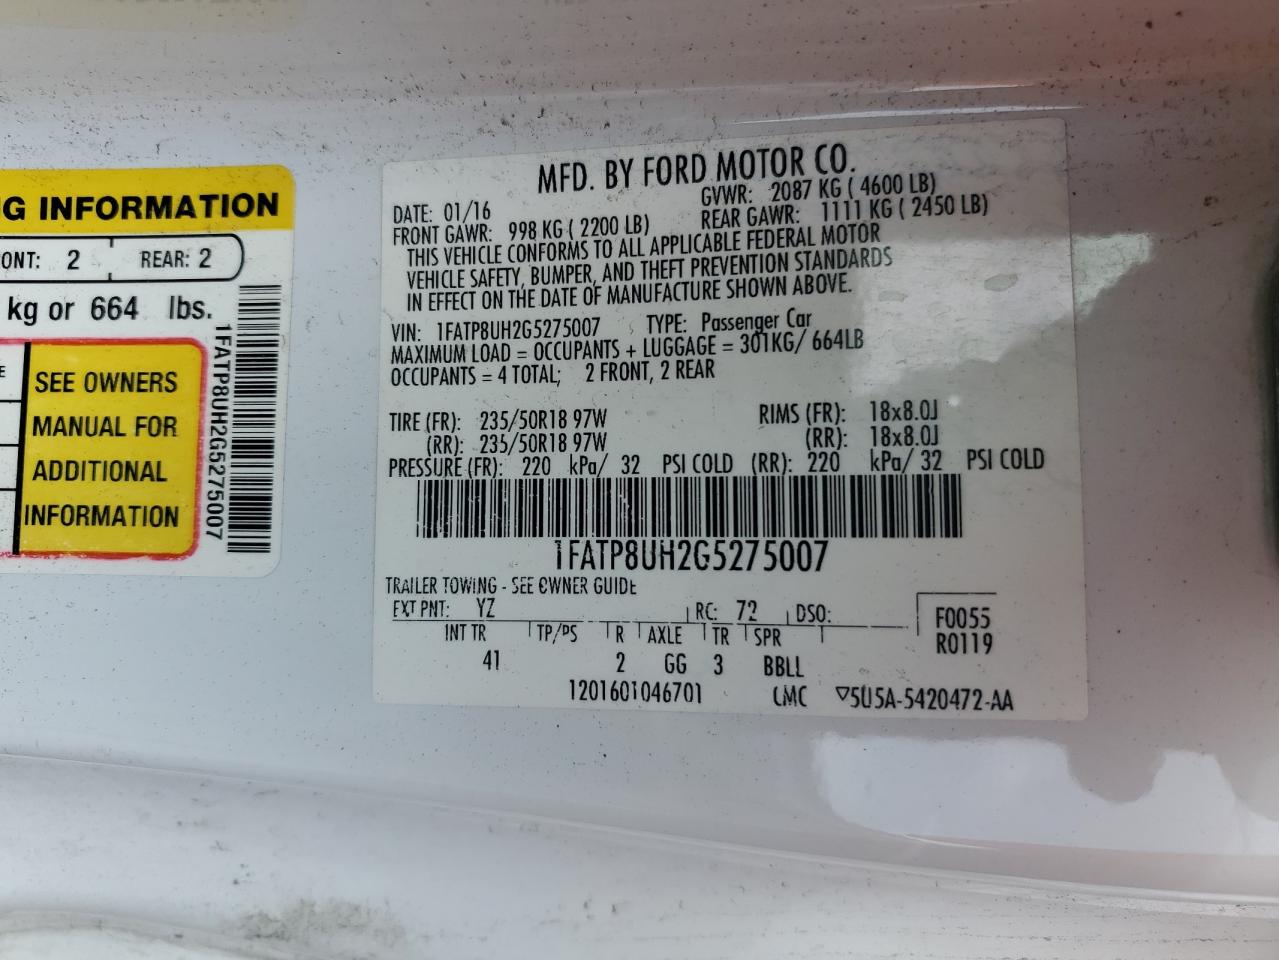 G INFORMATION
ONT: 2 REAR: 2
kg or 664 lbs.
SEE OWNERS
MANUAL FOR
ADDITIONAL
INFORMATION
1FATP8UH2G5275007
MFD. BY FORD MOTOR CO.
DATE: 01/16 GVWR: 2087 KG ( 4600 LB)
FRONT GAWR: 998 KG ( 2200 LB) REAR GAWR: 1111 KG ( 2450 LB)
THIS VEHICLE CONFORMS TO ALL APPLICABLE FEDERAL MOTOR
VEHICLE SAFETY, BUMPER, AND THEFT PREVENTION STANDARDS
IN EFFECT ON THE DATE OF MANUFACTURE SHOWN ABOVE.
VIN: 1FATP8UH2G5275007 TYPE: Passenger Car
MAXIMUM LOAD = OCCUPANTS + LUGGAGE = 301KG/ 664LB
OCCUPANTS = 4 TOTAL; 2 FRONT, 2 REAR
TIRE (FR): 235/50R18 97W RIMS (FR): 18x8.0J
(RR): 235/50R18 97W (RR): 18x8.0J
PRESSURE (FR): 220 kPa/ 32 PSI COLD (RR): 220 kPa/ 32 PSI COLD
1FATP8UH2G5275007
TRAILER TOWING - SEE OWNER GUIDE
EXT PNT: YZ RC: 72 DSO: F0055
INT TR TP/PS R AXLE TR SPR R0119
41 2 GG 3 BBLL
1201601046701 CMC ▽5U5A-5420472-AA